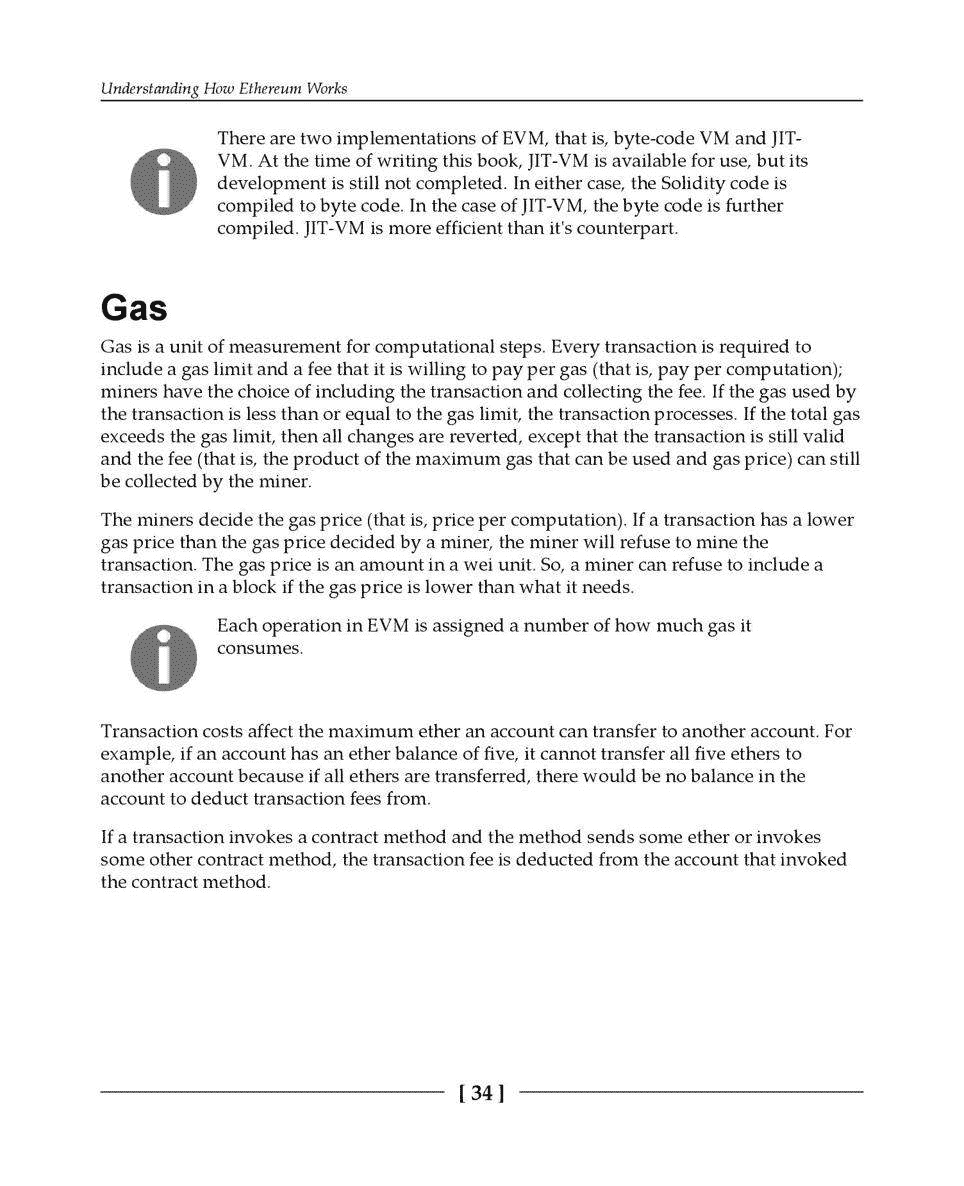 Understanding How Ethereum Works
There are two implementations of EVM, that is, byte-code VM and JIT-
VM. At the time of writing this book, JIT-VM is available for use, but its
development is still not completed. In either case, the Solidity code is
compiled to byte code. In the case of JIT-VM, the byte code is further
compiled. JIT-VM is more efficient than it's counterpart.
Gas
Gas is a unit of measurement for computational steps. Every transaction is required to
include a gas limit and a fee that it is willing to pay per gas (that is, pay per computation);
miners have the choice of including the transaction and collecting the fee. If the gas used by
the transaction is less than or equal to the gas limit, the transaction processes. If the total gas
exceeds the gas limit, then all changes are reverted, except that the transaction is still valid
and the fee (that is, the product of the maximum gas that can be used and gas price) can still
be collected by the miner.
The miners decide the gas price (that is, price per computation). If a transaction has a lower
gas price than the gas price decided by a miner, the miner will refuse to mine the
transaction. The gas price is an amount in a wei unit. So, a miner can refuse to include a
transaction in a block if the gas price is lower than what it needs.
Each operation in EVM is assigned a number of how much gas it
consumes.
Transaction costs affect the maximum ether an account can transfer to another account. For
example, if an account has an ether balance of five, it cannot transfer all five ethers to
another account because if all ethers are transferred, there would be no balance in the
account to deduct transaction fees from.
If a transaction invokes a contract method and the method sends some ether or invokes
some other contract method, the transaction fee is deducted from the account that invoked
the contract method.
[ 34 ]